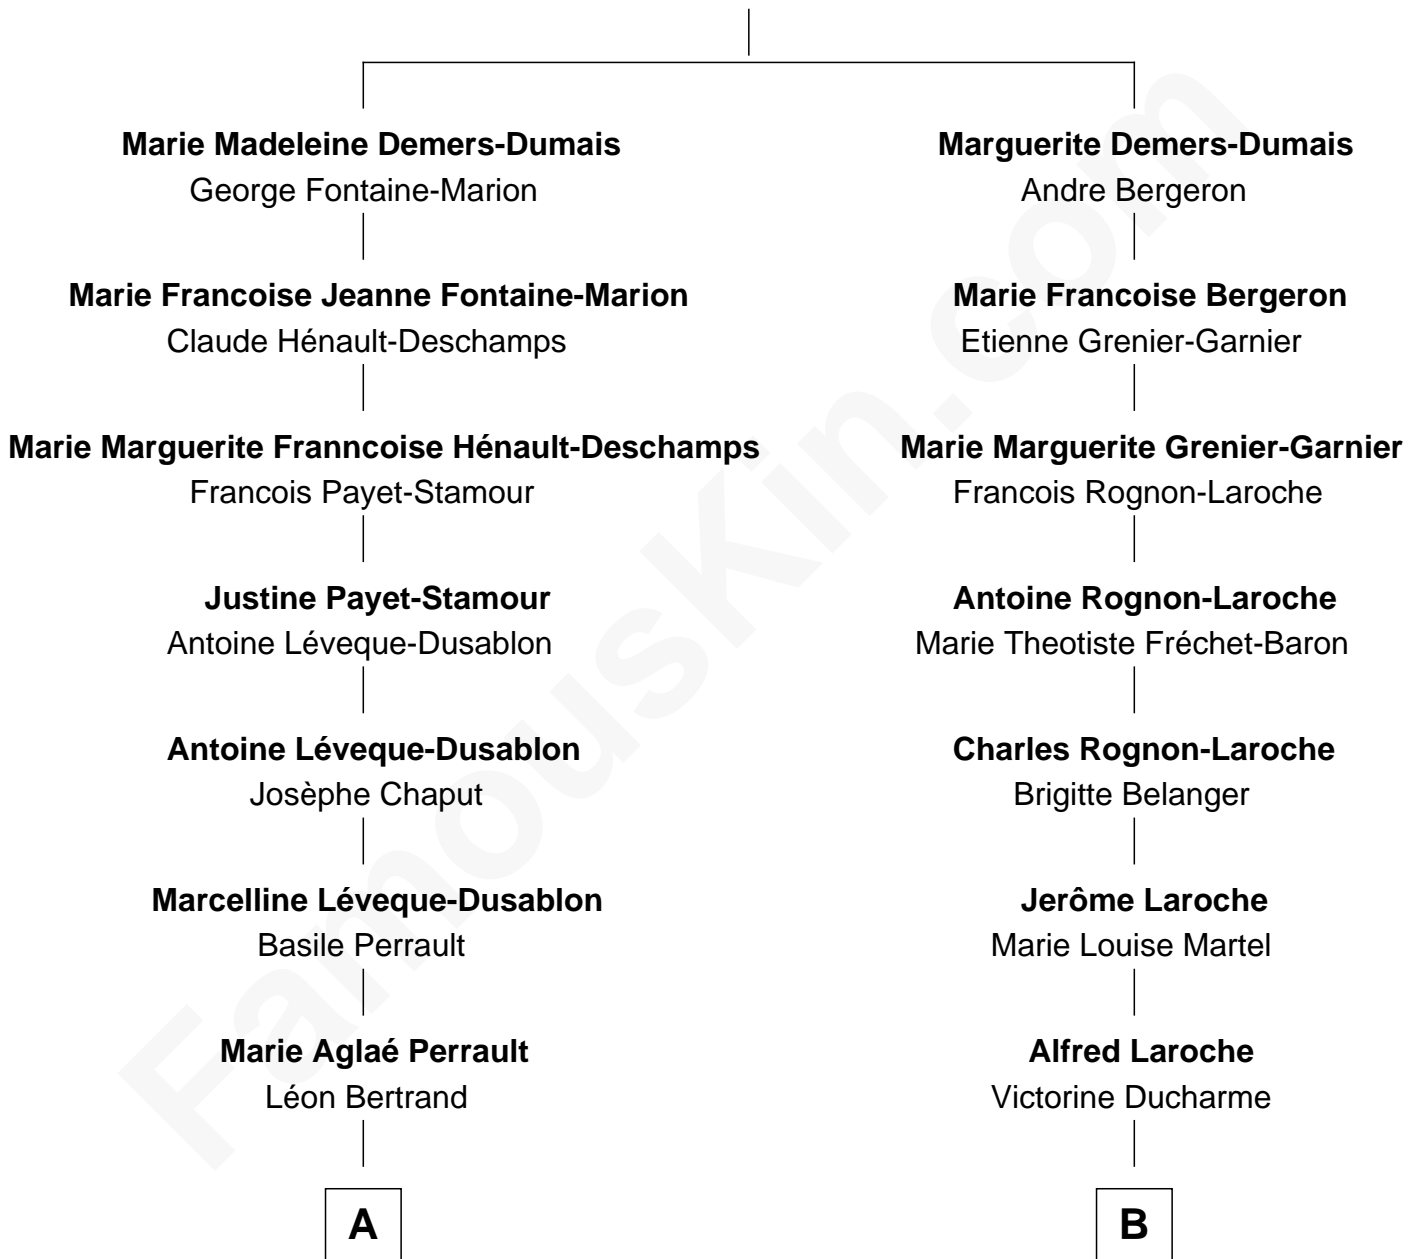 Marie Madeleine Demers-Dumais
George Fontaine-Marion
Marie Francoise Jeanne Fontaine-Marion
Claude Hénault-Deschamps
Marie Marguerite Franncoise Hénault-Deschamps
Francois Payet-Stamour
Justine Payet-Stamour
Antoine Léveque-Dusablon
Antoine Léveque-Dusablon
Josèphe Chaput
Marcelline Léveque-Dusablon
Basile Perrault
Marie Aglaé Perrault
Léon Bertrand
A
Marguerite Demers-Dumais
Andre Bergeron
Marie Francoise Bergeron
Etienne Grenier-Garnier
Marie Marguerite Grenier-Garnier
Francois Rognon-Laroche
Antoine Rognon-Laroche
Marie Theotiste Fréchet-Baron
Charles Rognon-Laroche
Brigitte Belanger
Jerôme Laroche
Marie Louise Martel
Alfred Laroche
Victorine Ducharme
B
FamousKin.com